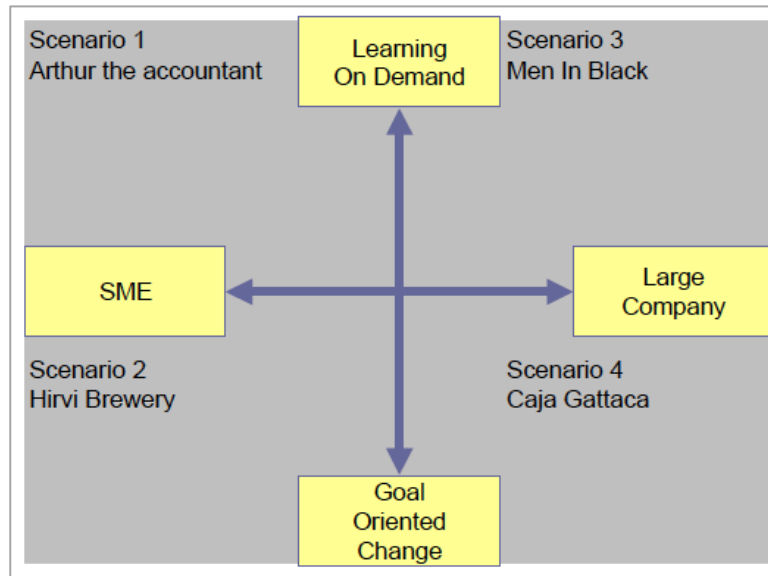 Scenario 1
Arthur the accountant
Learning
On Demand
Scenario 3
Men In Black
SME
Large
Company
Scenario 2
Hirvi Brewery
Scenario 4
Caja Gattaca
Goal
Oriented
Change